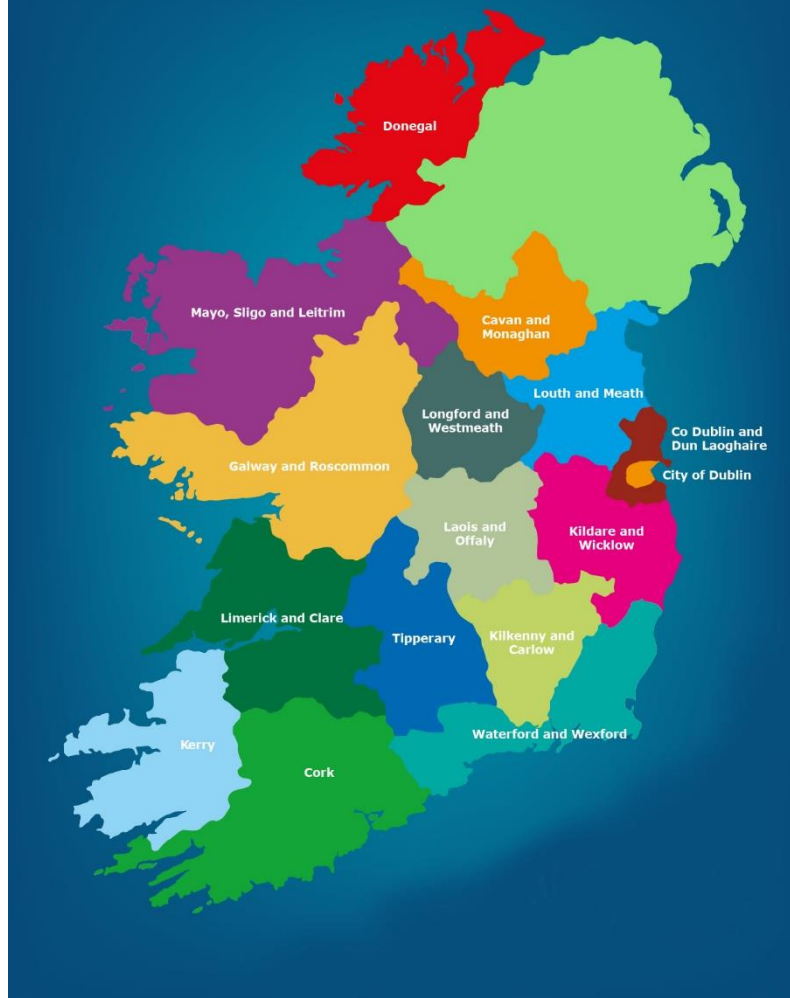 Donegal
Mayo, Sligo and Leitrim
Cavan and
Monaghan
Louth and Meath
Longford and
Westmeath
Co Dublin and
Dun Laoghaire
Galway and Roscommon
City of Dublin
Laois and
Offaly
Kildare and
Wicklow
Limerick and Clare
Tipperary
Kilkenny and
Carlow
Waterford and Wexford
Kerry
Cork